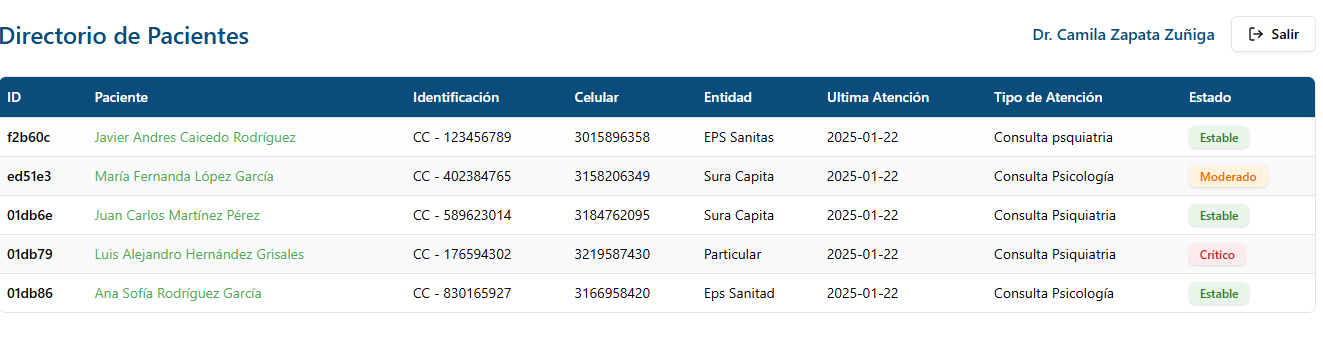 Directorio de Pacientes Dr. Camila Zapata Zuñiga Salir
ID Paciente Identificación Celular Entidad Ultima Atención Tipo de Atención Estado
f2b60c Javier Andres Caicedo Rodríguez CC - 123456789 3015896358 EPS Sanitas 2025-01-22 Consulta psquiatria Estable
ed51e3 María Fernanda López García CC - 402384765 3158206349 Sura Capita 2025-01-22 Consulta Psicología Moderado
01db6e Juan Carlos Martínez Pérez CC - 589623014 3184762095 Sura Capita 2025-01-22 Consulta Psiquiatria Estable
01db79 Luis Alejandro Hernández Grisales CC - 176594302 3219587430 Particular 2025-01-22 Consulta Psiquiatria Crítico
01db86 Ana Sofía Rodríguez García CC - 830165927 3166958420 Eps Sanitad 2025-01-22 Consulta Psicología Estable